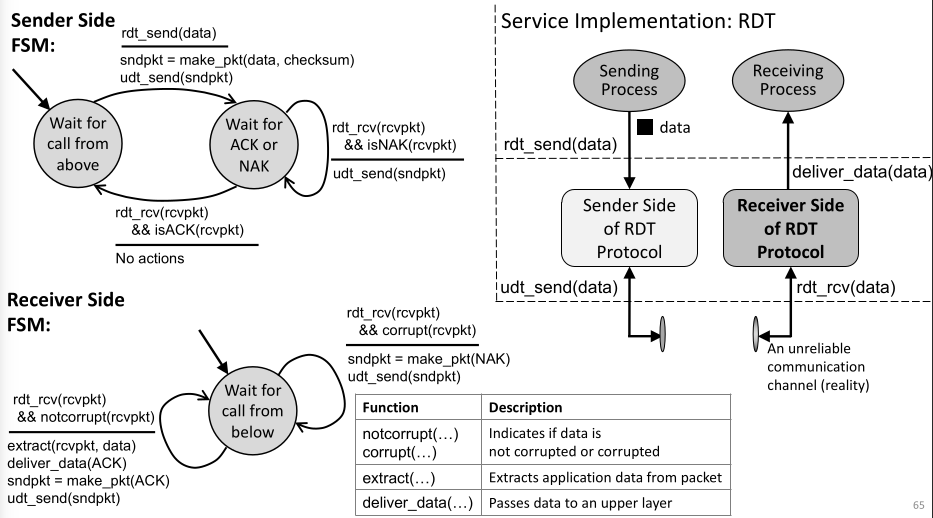 Sender Side
FSM:
rdt_send(data)
sndpkt = make_pkt(data, checksum)
udt_send(sndpkt)
Wait for
call from
above
Wait for
ACK or
NAK
rdt_rcv(rcvpkt)
&& isNAK(rcvpkt)
udt_send(sndpkt)
rdt_rcv(rcvpkt)
&& isACK(rcvpkt)
No actions
Service Implementation: RDT
Sending
Process
Receiving
Process
data
rdt_send(data)
deliver_data(data)
Sender Side
of RDT
Protocol
Receiver Side
of RDT
Protocol
udt_send(data)
rdt_rcv(data)
An unreliable
communication
channel (reality)
Receiver Side
FSM:
rdt_rcv(rcvpkt)
&& corrupt(rcvpkt)
sndpkt = make_pkt(NAK)
udt_send(sndpkt)
Wait for
call from
below
rdt_rcv(rcvpkt)
&& notcorrupt(rcvpkt)
extract(rcvpkt, data)
deliver_data(ACK)
sndpkt = make_pkt(ACK)
udt_send(sndpkt)
Function Description
notcorrupt(…) Indicates if data is
corrupt(…) not corrupted or corrupted
extract(…) Extracts application data from packet
deliver_data(…) Passes data to an upper layer
65